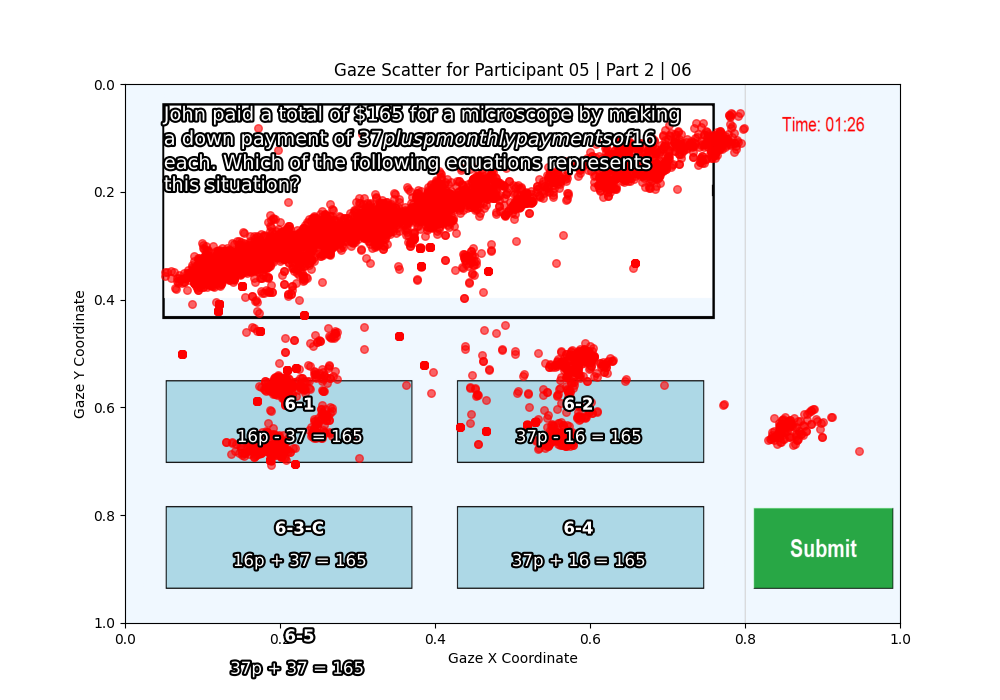 Gaze Scatter for Participant 05 | Part 2 | 06
John paid a total of $165 for a microscope by making
a down payment of 37pluspmonthlypaymentsof16
each. Which of the following equations represents
this situation?
Time: 01:26
6-1
16p - 37 = 165
6-2
37p - 16 = 165
6-3-C
16p + 37 = 165
6-4
37p + 16 = 165
Submit
6-5
37p + 37 = 165
Gaze Y Coordinate
0.0
0.2
0.4
0.6
0.8
1.0
0.0
0.2
0.4
0.6
0.8
1.0
Gaze X Coordinate